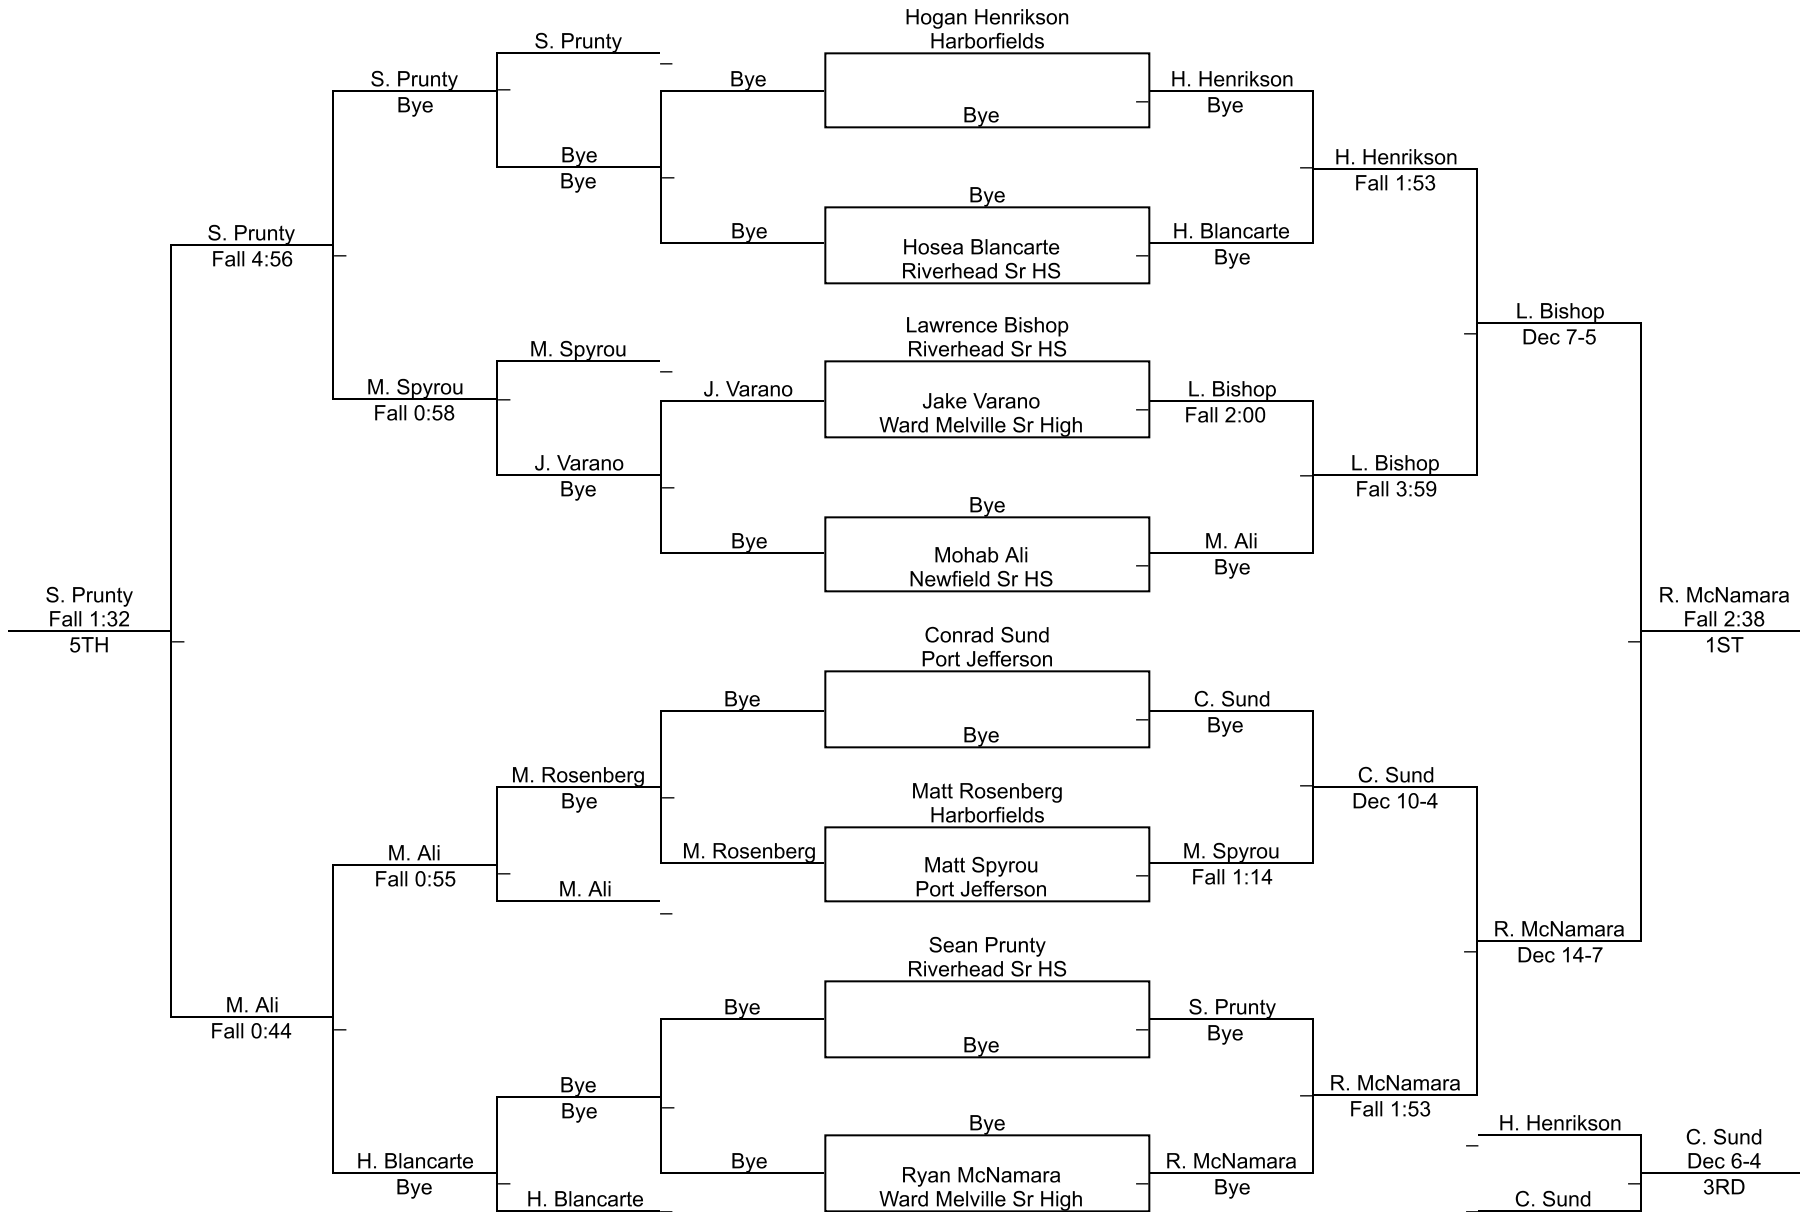 Hogan Henrikson
Harborfields
S. Prunty
S. Prunty
Bye
Bye
H. Henrikson
Bye
Bye
Bye
Bye
Bye
H. Henrikson
Fall 1:53
Bye
S. Prunty
Fall 4:56
Bye
Hosea Blancarte
Riverhead Sr HS
H. Blancarte
Bye
Lawrence Bishop
Riverhead Sr HS
L. Bishop
Dec 7-5
M. Spyrou
M. Spyrou
Fall 0:58
J. Varano
Jake Varano
Ward Melville Sr High
L. Bishop
Fall 2:00
J. Varano
Bye
L. Bishop
Fall 3:59
Bye
Bye
Mohab Ali
Newfield Sr HS
M. Ali
Bye
S. Prunty
Fall 1:32
5TH
R. McNamara
Fall 2:38
1ST
Conrad Sund
Port Jefferson
Bye
Bye
C. Sund
Bye
M. Rosenberg
Bye
Matt Rosenberg
Harborfields
C. Sund
Dec 10-4
M. Ali
Fall 0:55
M. Rosenberg
Matt Spyrou
Port Jefferson
M. Spyrou
Fall 1:14
M. Ali
Sean Prunty
Riverhead Sr HS
R. McNamara
Dec 14-7
M. Ali
Fall 0:44
Bye
Bye
S. Prunty
Bye
Bye
Bye
R. McNamara
Fall 1:53
Bye
H. Henrikson
H. Blancarte
Bye
Bye
Ryan McNamara
Ward Melville Sr High
R. McNamara
Bye
C. Sund
Dec 6-4
3RD
H. Blancarte
C. Sund